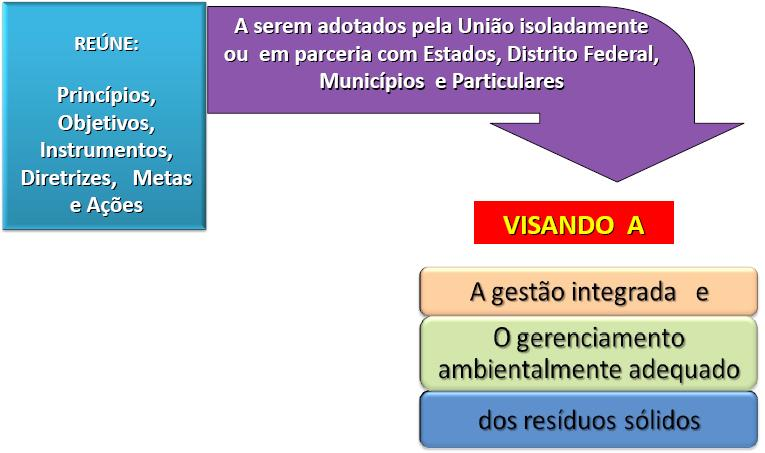 REÚNE:
Princípios,
Objetivos,
Instrumentos,
Diretrizes, Metas
e Ações
A serem adotados pela União isoladamente
ou em parceria com Estados, Distrito Federal,
Municípios e Particulares
VISANDO A
A gestão integrada e
O gerenciamento
ambientalmente adequado
dos resíduos sólidos